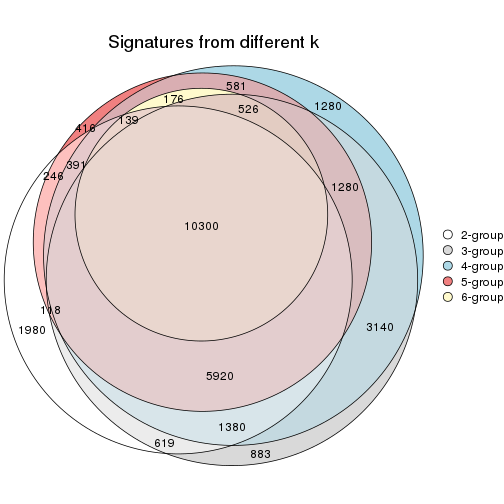 Signatures from different k
581
176
1280
526
139
416
391
246
1280
10300
2-group
3-group
4-group
5-group
6-group
118
1980
3140
5920
1380
619
883